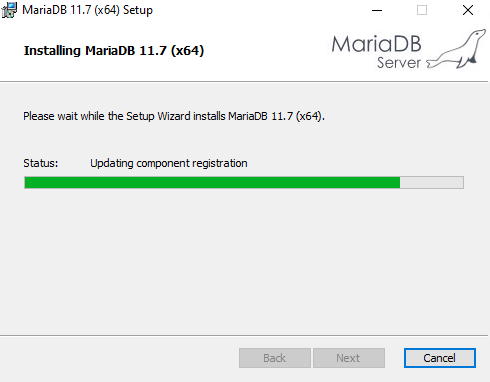 MariaDB 11.7 (x64) Setup
Installing MariaDB 11.7 (x64)
MariaDB
Server
Please wait while the Setup Wizard installs MariaDB 11.7 (x64).
Status: Updating component registration
Back Next Cancel